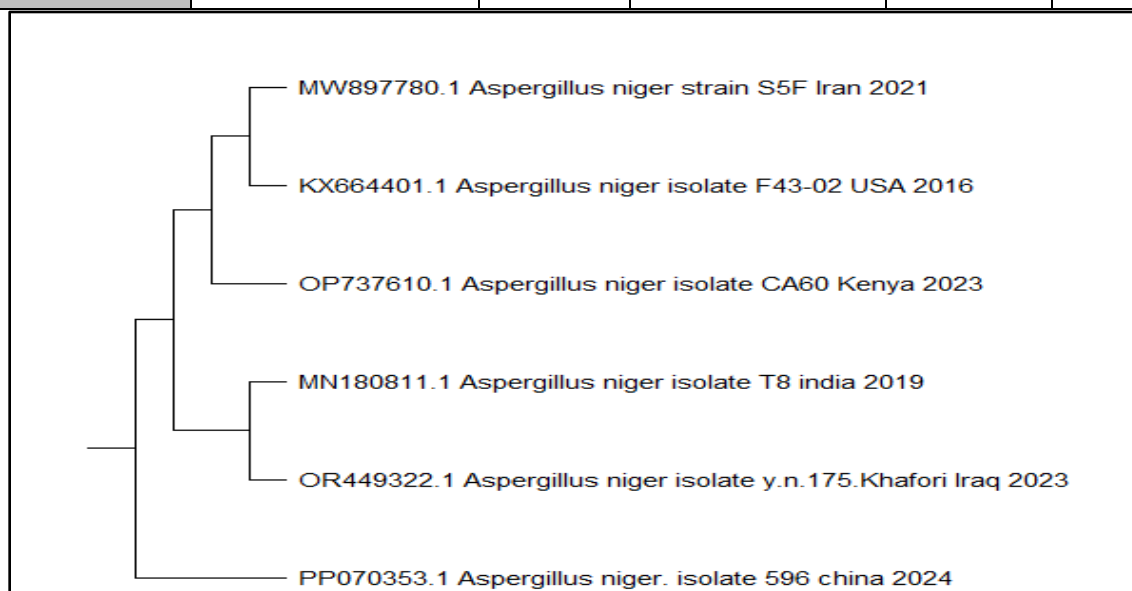 MW897780.1 Aspergillus niger strain S5F Iran 2021
KX664401.1 Aspergillus niger isolate F43-02 USA 2016
OP737610.1 Aspergillus niger isolate CA60 Kenya 2023
MN180811.1 Aspergillus niger isolate T8 india 2019
OR449322.1 Aspergillus niger isolate y.n.175.Khafori Iraq 2023
PP070353.1 Aspergillus niger. isolate 596 china 2024